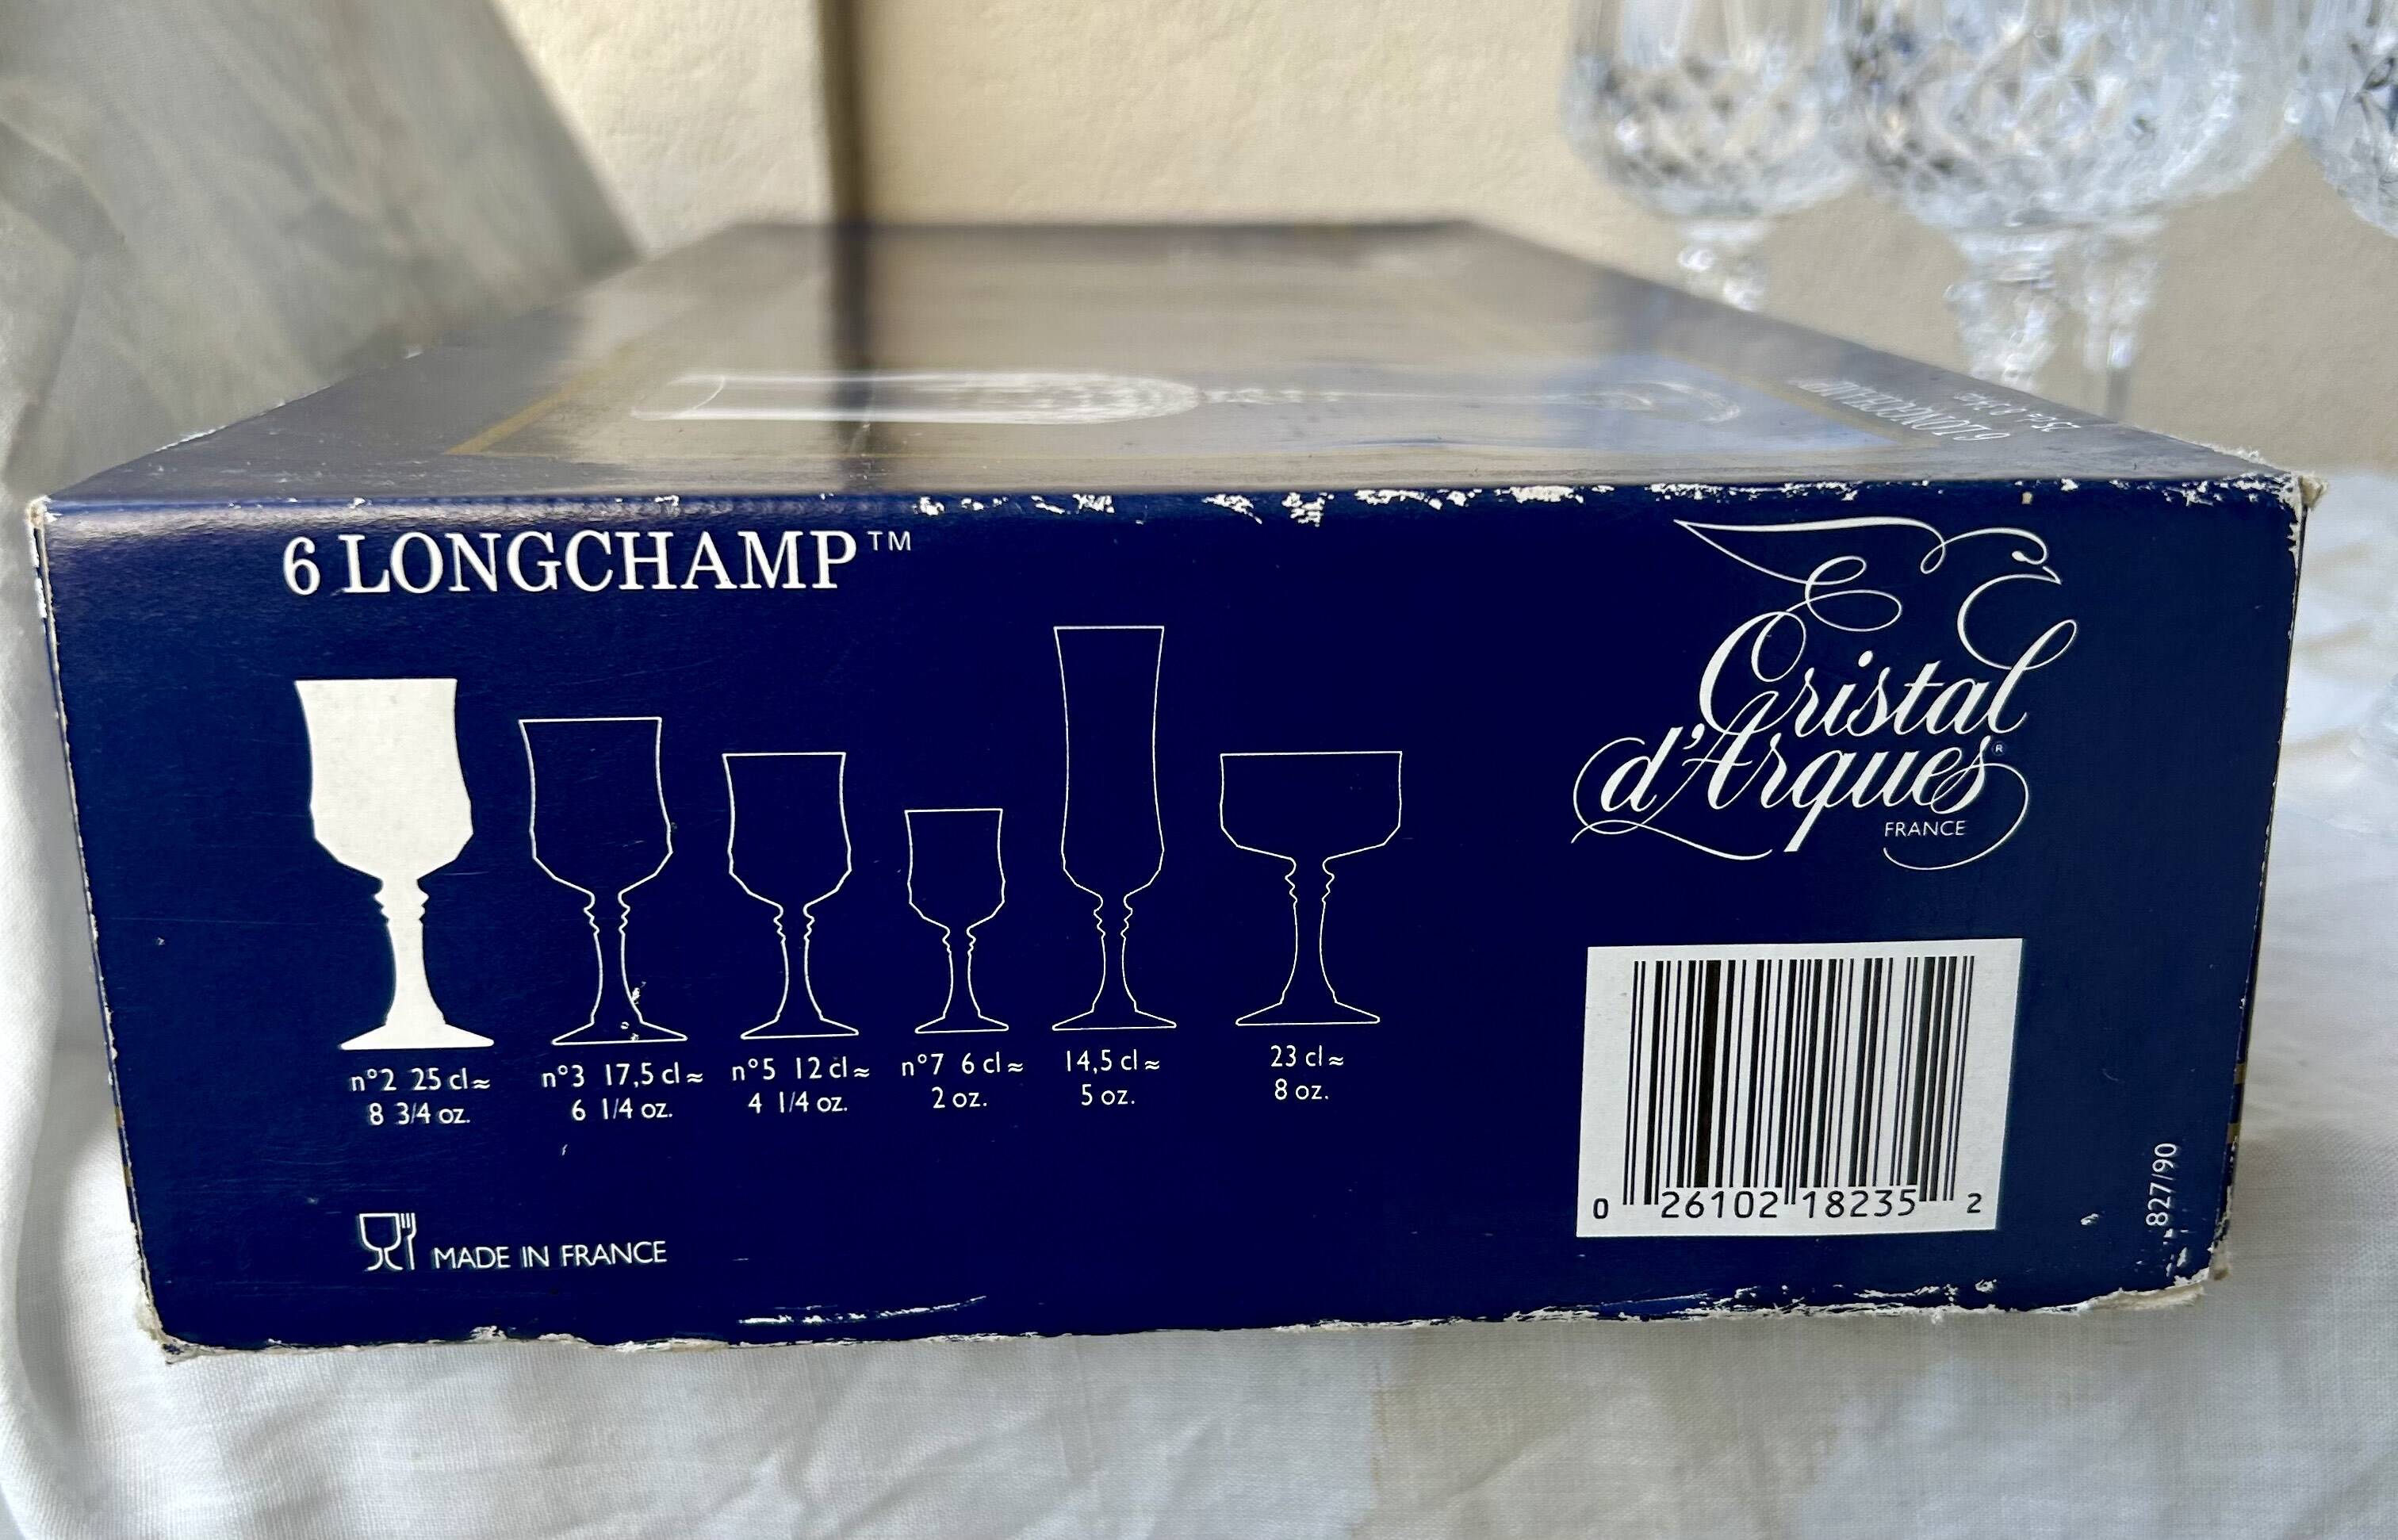 6 LONGCHAMP™
Cristal
d'Arques®
FRANCE
n°2 25 cl≈
8 3/4 oz.
n°3 17,5 cl≈
6 1/4 oz.
n°5 12 cl≈
4 1/4 oz.
n°7 6 cl≈
2 oz.
14,5 cl≈
5 oz.
23 cl≈
8 oz.
MADE IN FRANCE
0 26102 18235 2
827/90
6 LONGCHAMP